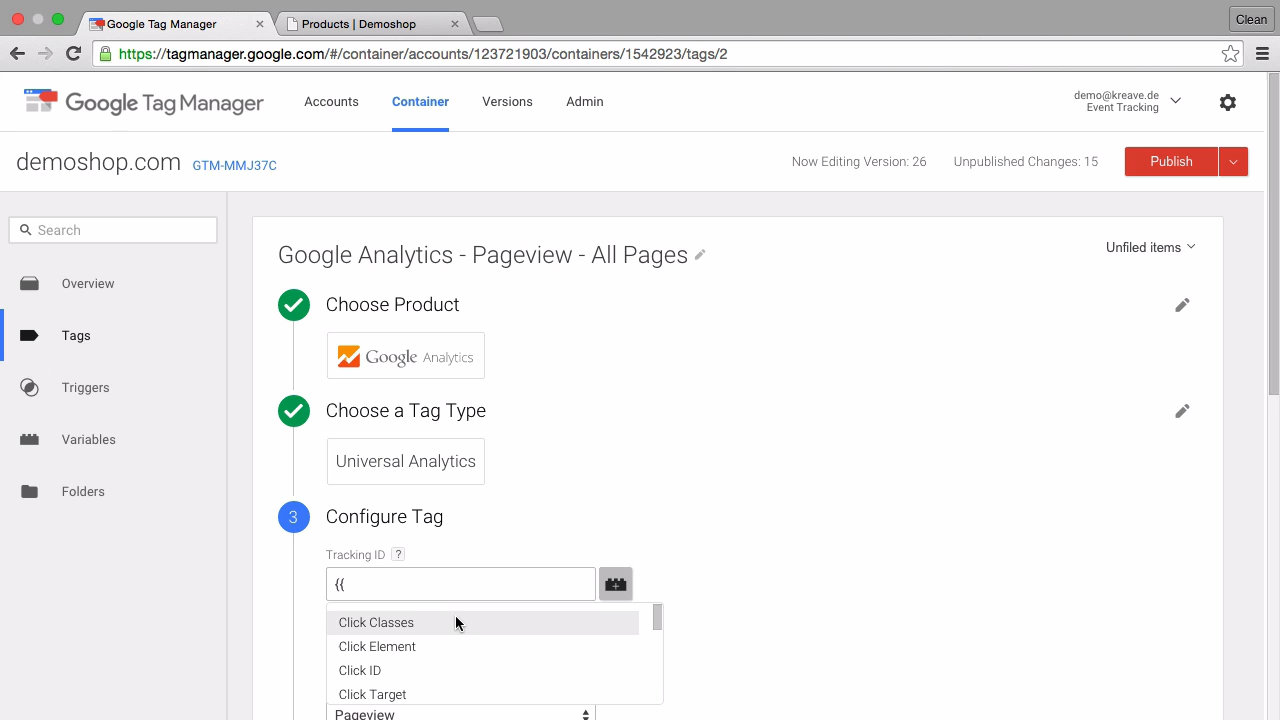 Google Tag Manager
Products | Demoshop
Clean
https://tagmanager.google.com/#/container/accounts/123721903/containers/1542923/tags/2
Google Tag Manager
Accounts
Container
Versions
Admin
demo@kreave.de
Event Tracking
demoshop.com
GTM-MMJ37C
Now Editing Version: 26
Unpublished Changes: 15
Publish
Search
Overview
Tags
Triggers
Variables
Folders
Google Analytics - Pageview - All Pages
Unfiled items
Choose Product
Google Analytics
Choose a Tag Type
Universal Analytics
3 Configure Tag
Tracking ID ?
{{
Click Classes
Click Element
Click ID
Click Target
Pageview